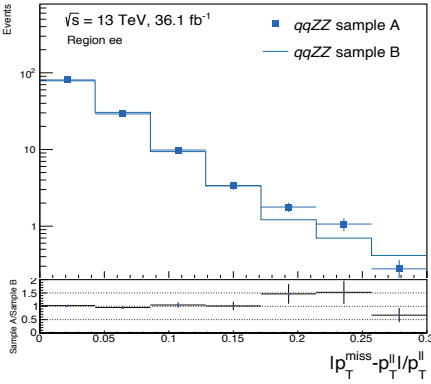 Events
√s = 13 TeV, 36.1 fb⁻¹
Region ee
qqZZ sample A
qqZZ sample B
10²
10
1
Sample A/Sample B
2
1.5
1
0.5
0
0 0.05 0.1 0.15 0.2 0.25 0.3
|p_T^miss-p_T^ll|/p_T^ll